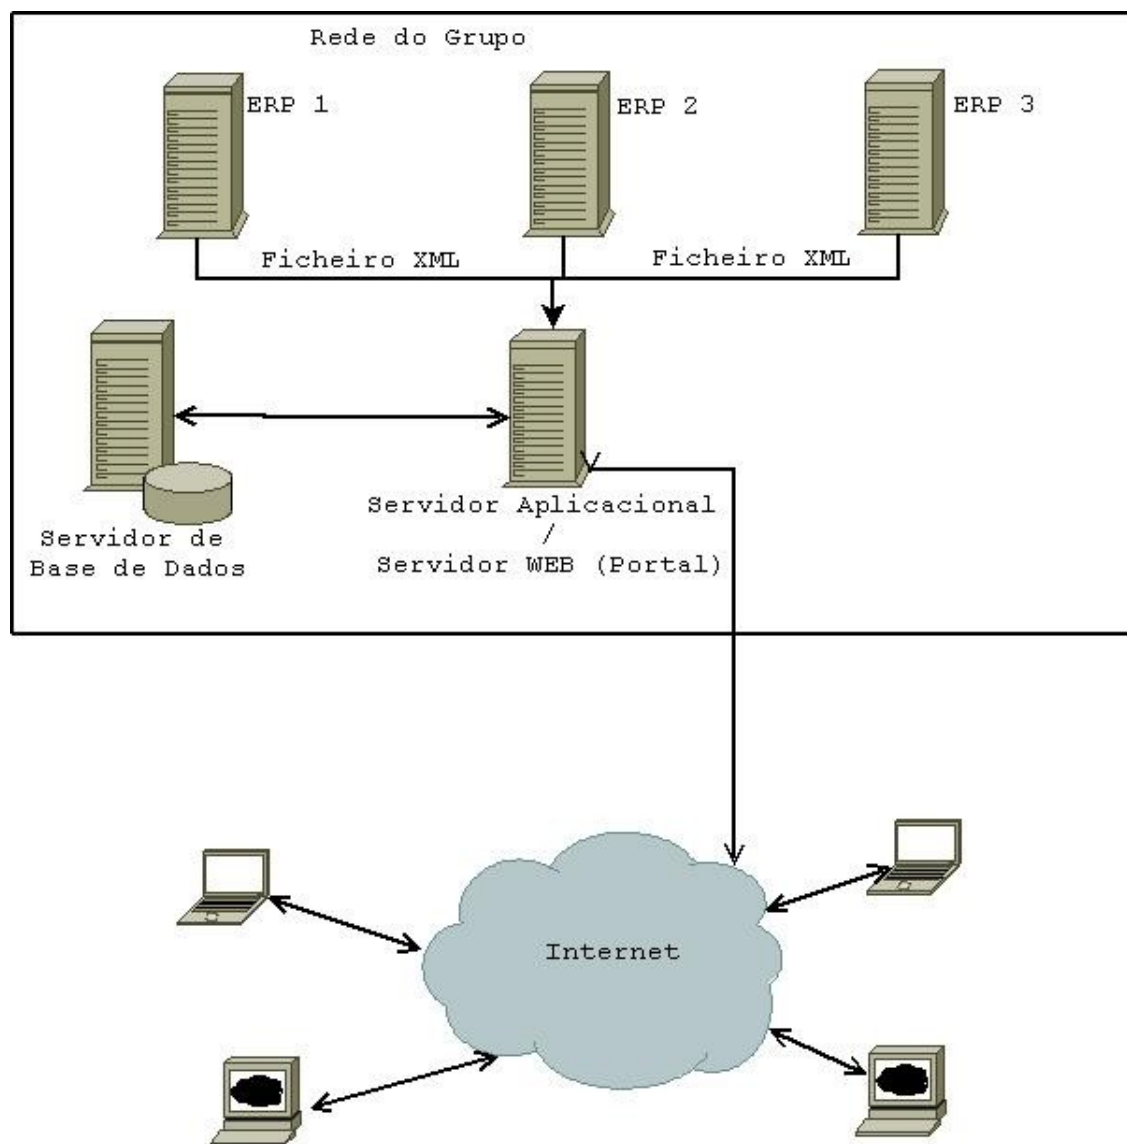 Rede do Grupo
ERP 1
ERP 2
ERP 3
Ficheiro XML
Ficheiro XML
Servidor Aplicacional
/
Servidor WEB (Portal)
Servidor de
Base de Dados
Internet